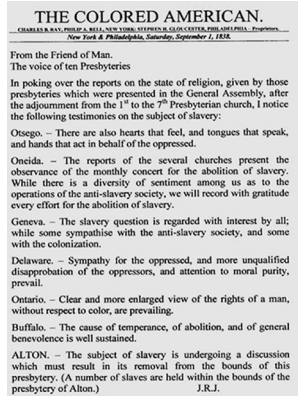 THE COLORED AMERICAN.
CHARLES B. RAY, PHILIP A. BELL, NEW YORK: STEPHEN H. GLOUCESTER, PHILADELPHIA - Proprietors.
New York & Philadelphia, Saturday, September 1, 1838.
From the Friend of Man.
The voice of ten Presbyteries
In poking over the reports on the state of religion, given by those
presbyteries which were presented in the General Assembly, after
the adjournment from the 1st to the 7th Presbyterian church, I notice
the following testimonies on the subject of slavery:
Otsego. – There are also hearts that feel, and tongues that speak,
and hands that act in behalf of the oppressed.
Oneida. – The reports of the several churches present the
observance of the monthly concert for the abolition of slavery.
While there is a diversity of sentiment among us as to the
operations of the anti-slavery society, we will record with gratitude
every effort for the abolition of slavery.
Geneva. – The slavery question is regarded with interest by all;
while some sympathise with the anti-slavery society, and some
with the colonization.
Delaware. – Sympathy for the oppressed, and more unqualified
disapprobation of the oppressors, and attention to moral purity,
prevail.
Ontario. – Clear and more enlarged view of the rights of a man,
without respect to color, are prevailing.
Buffalo. – The cause of temperance, of abolition, and of general
benevolence is well sustained.
ALTON. – The subject of slavery is undergoing a discussion
which must result in its removal from the bounds of this
presbytery. (A number of slaves are held within the bounds of the
presbytery of Alton.) J.R.J.